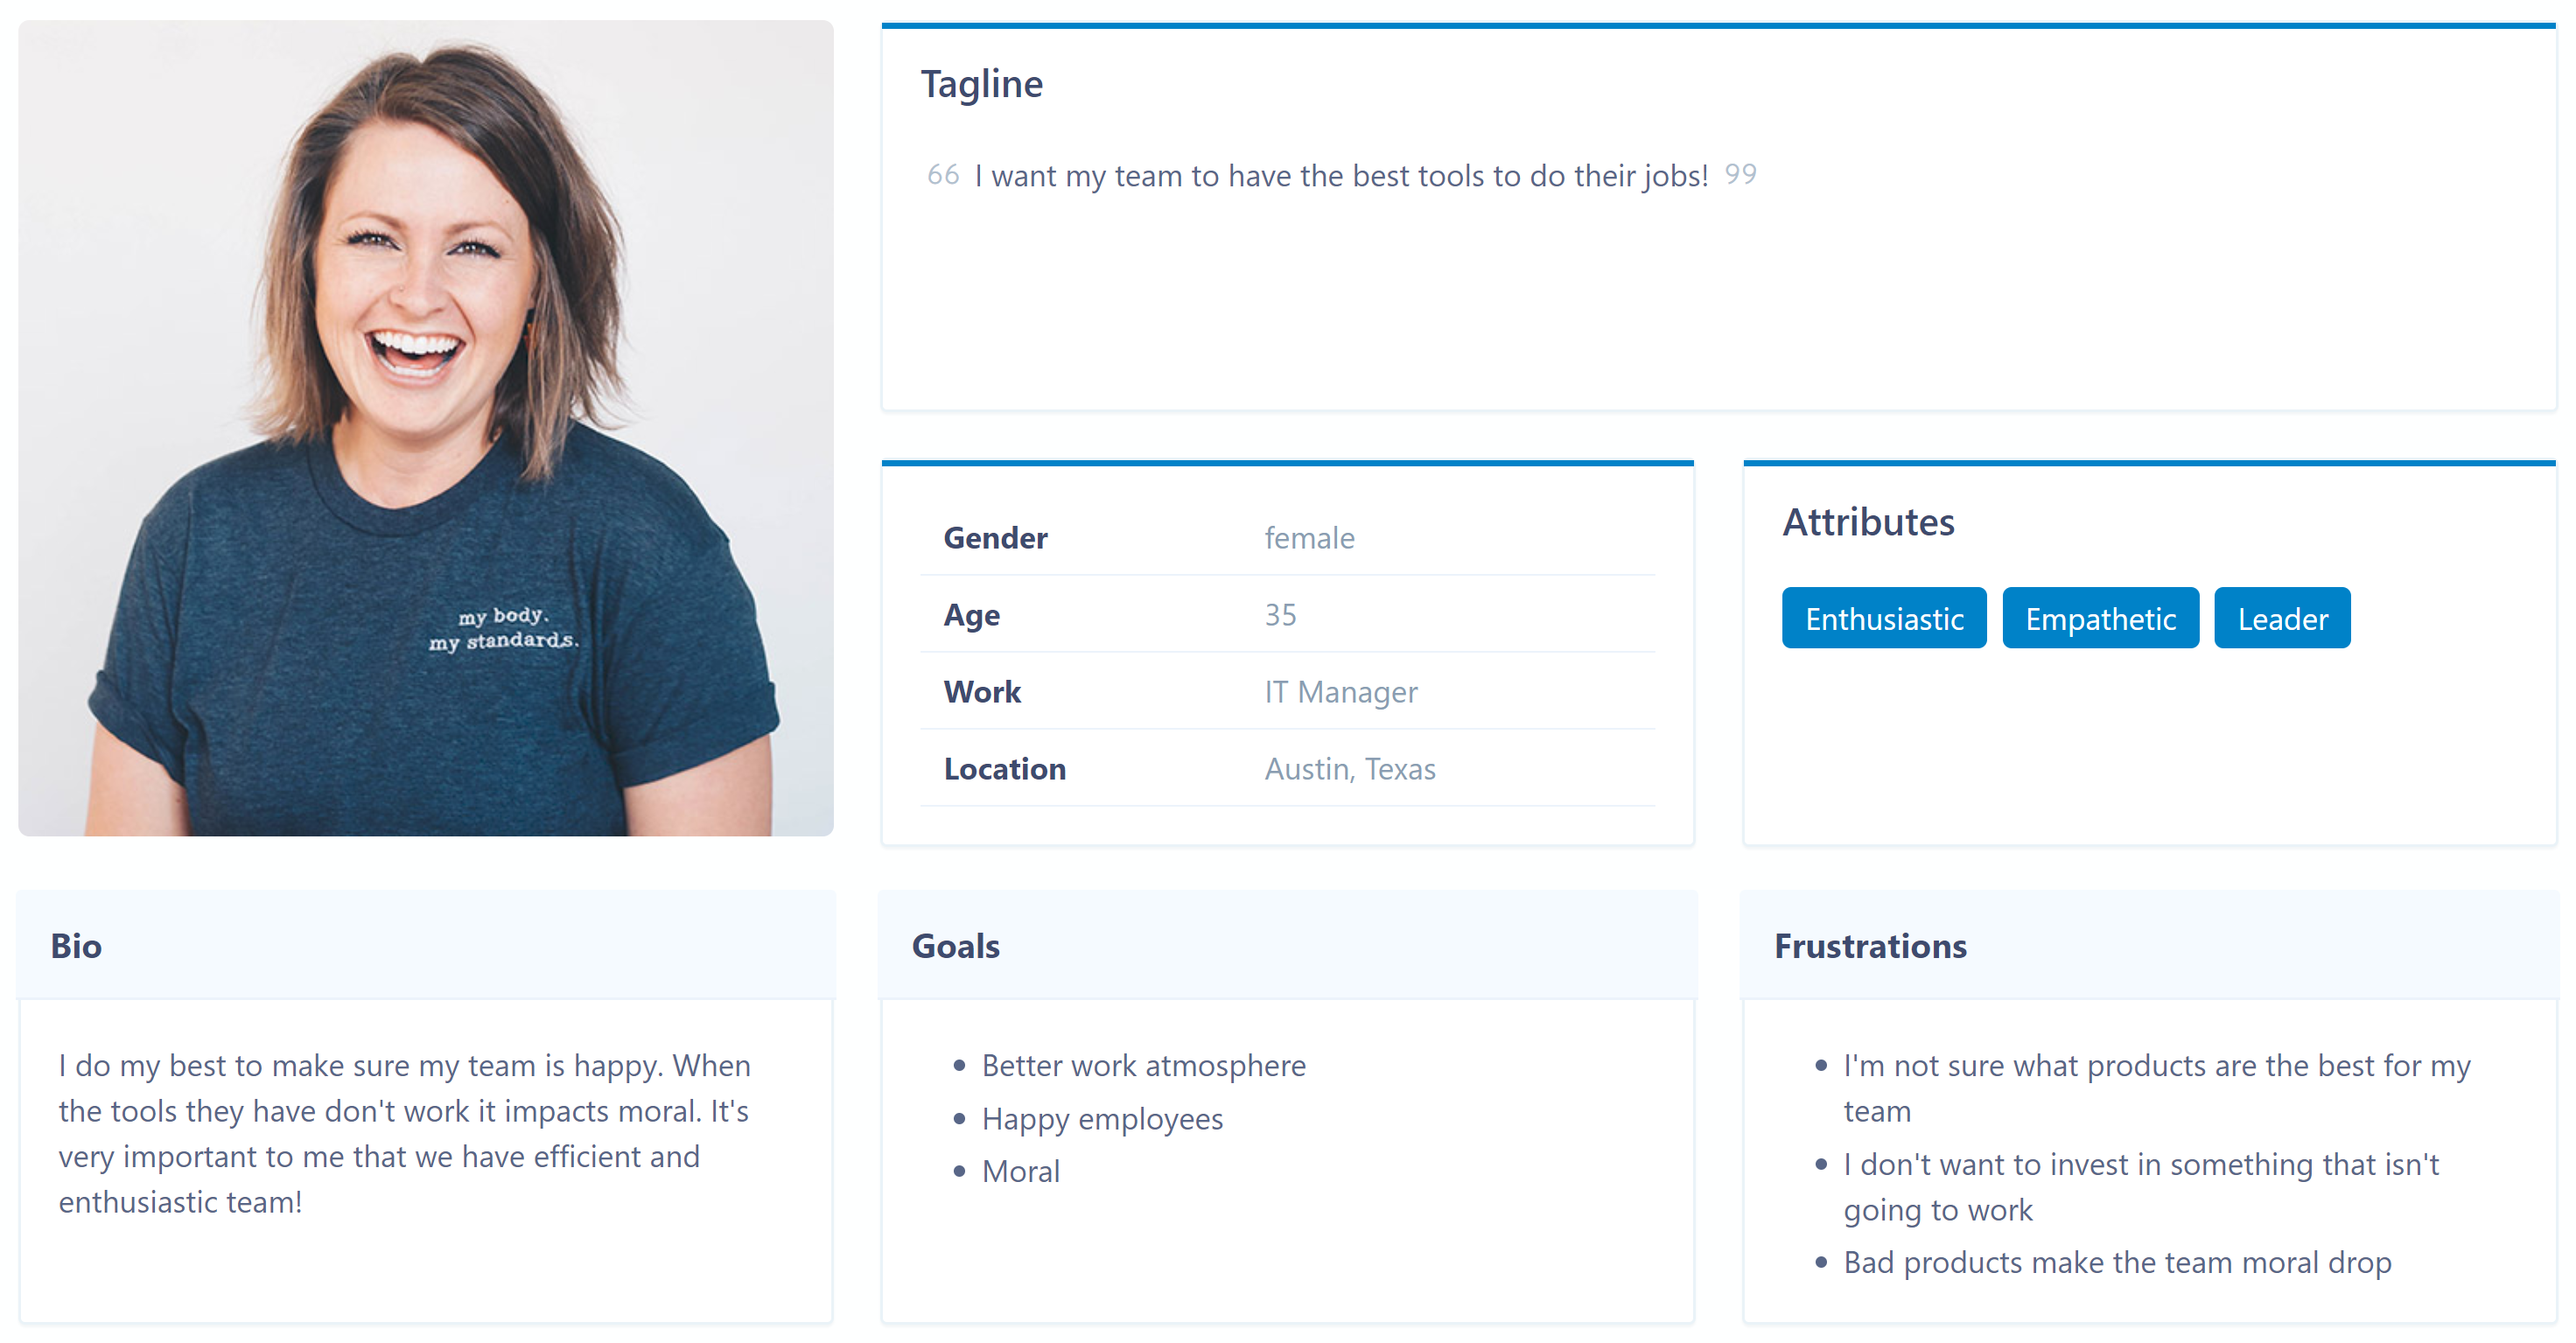 my body.
my standards.
Tagline
66 I want my team to have the best tools to do their jobs! 99
Gender female
Age 35
Work IT Manager
Location Austin, Texas
Attributes
Enthusiastic Empathetic Leader
Bio
I do my best to make sure my team is happy. When
the tools they have don't work it impacts moral. It's
very important to me that we have efficient and
enthusiastic team!
Goals
• Better work atmosphere
• Happy employees
• Moral
Frustrations
• I'm not sure what products are the best for my
team
• I don't want to invest in something that isn't
going to work
• Bad products make the team moral drop